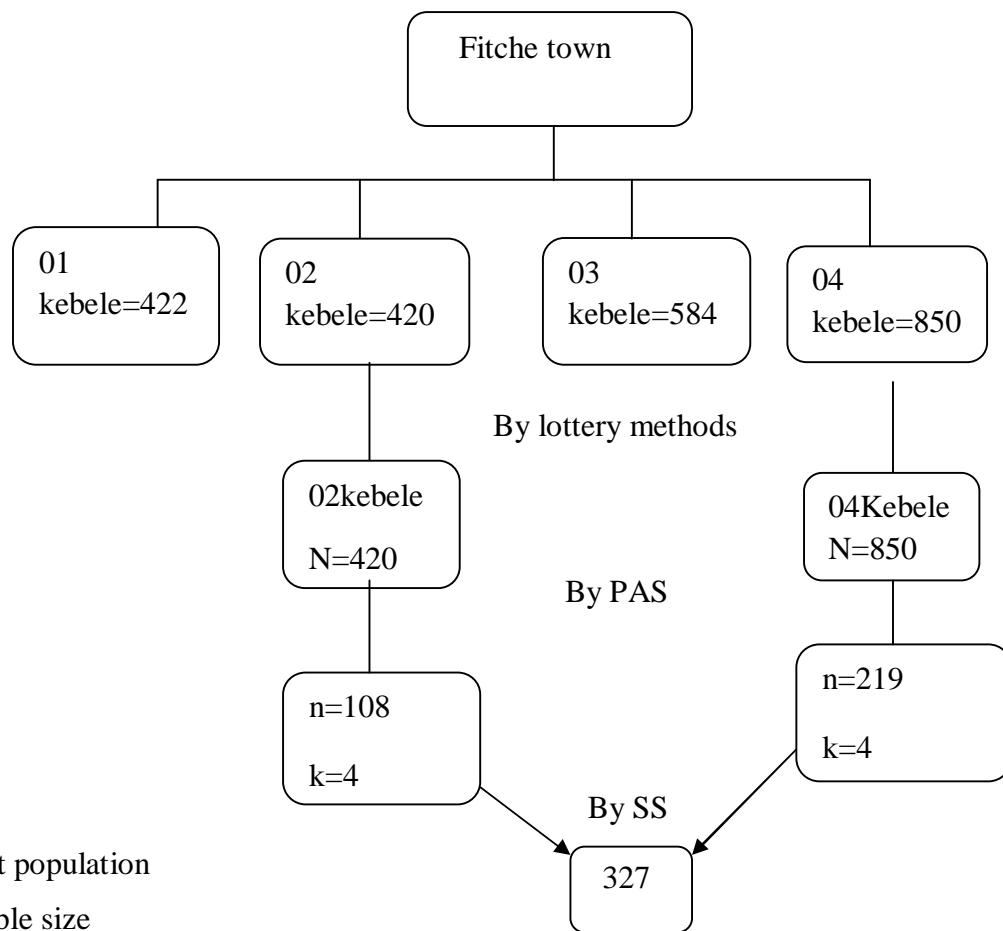 Fitche town
01
kebele=422
02
kebele=420
03
kebele=584
04
kebele=850
By lottery methods
02kebele
N=420
04Kebele
N=850
By PAS
n=108
k=4
n=219
k=4
By SS
327
t population
ble size